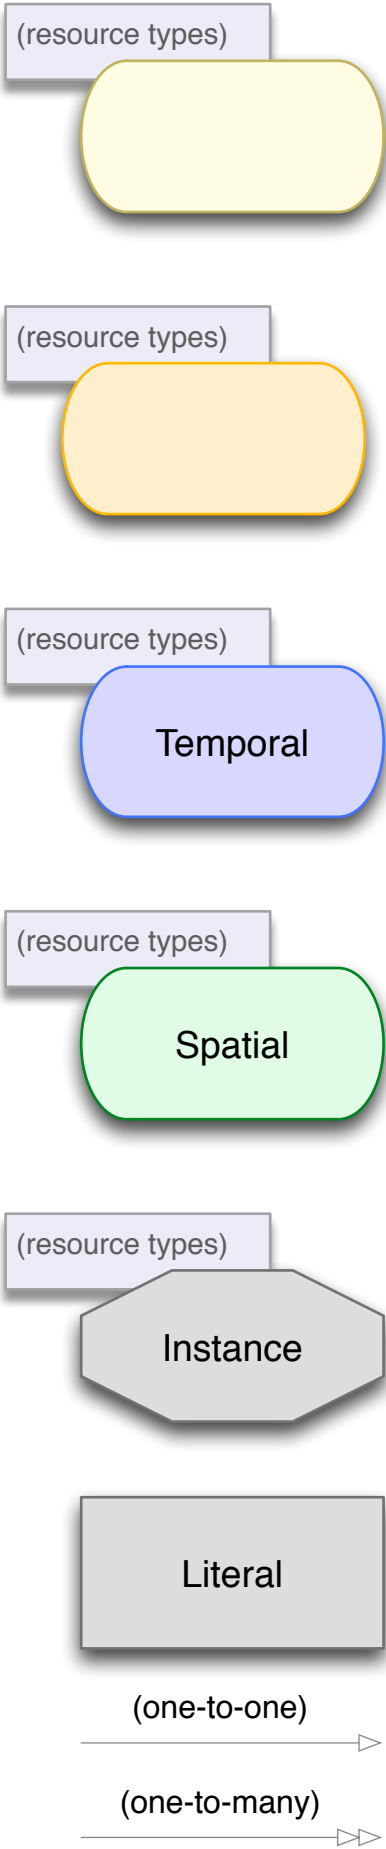 (resource types)
(resource types)
(resource types)
Temporal
(resource types)
Spatial
(resource types)
Instance
Literal
(one-to-one)
(one-to-many)